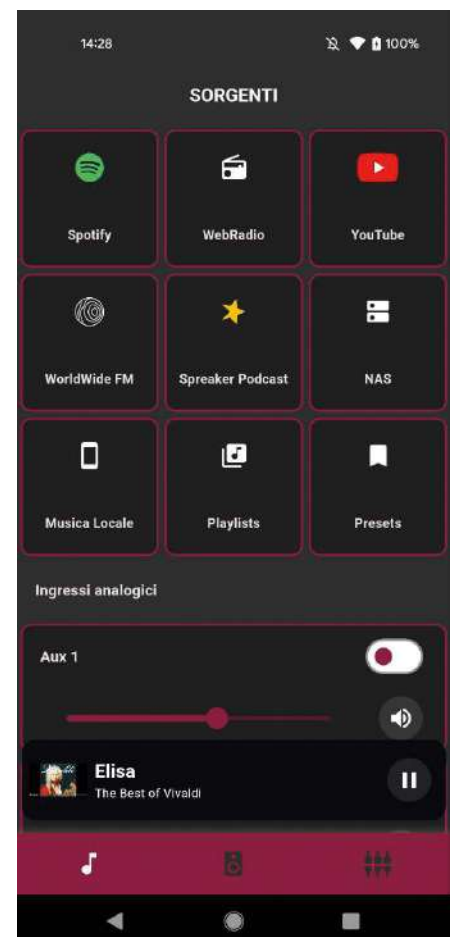 14:28 100%
SORGENTI
Spotify WebRadio YouTube
WorldWide FM Spreaker Podcast NAS
Musica Locale Playlists Presets
Ingressi analogici
Aux 1
Elisa
The Best of Vivaldi